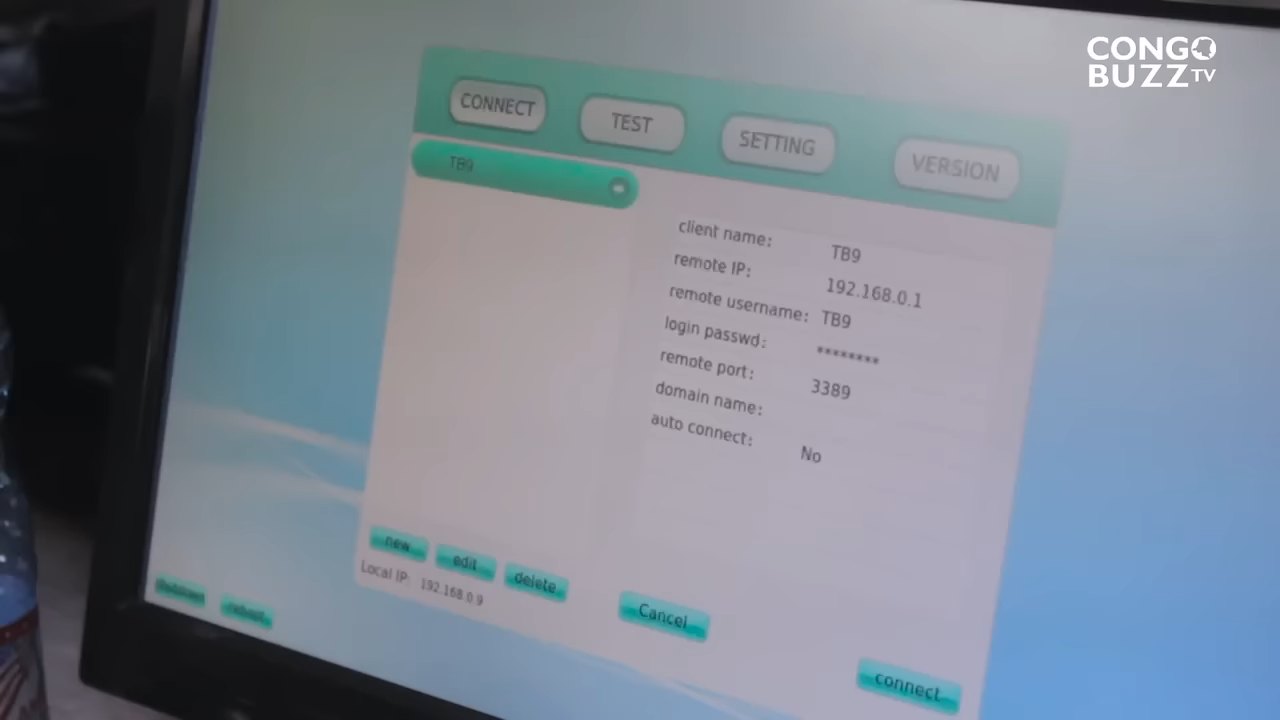 CONGO
BUZZ TV
CONNECT
TEST
SETTING
VERSION
TB9
client name: TB9
remote IP: 192.168.0.1
remote username: TB9
login passwd: ********
remote port: 3389
domain name:
auto connect: No
new
edit
delete
Local IP: 192.168.0.9
reboot
Cancel
connect